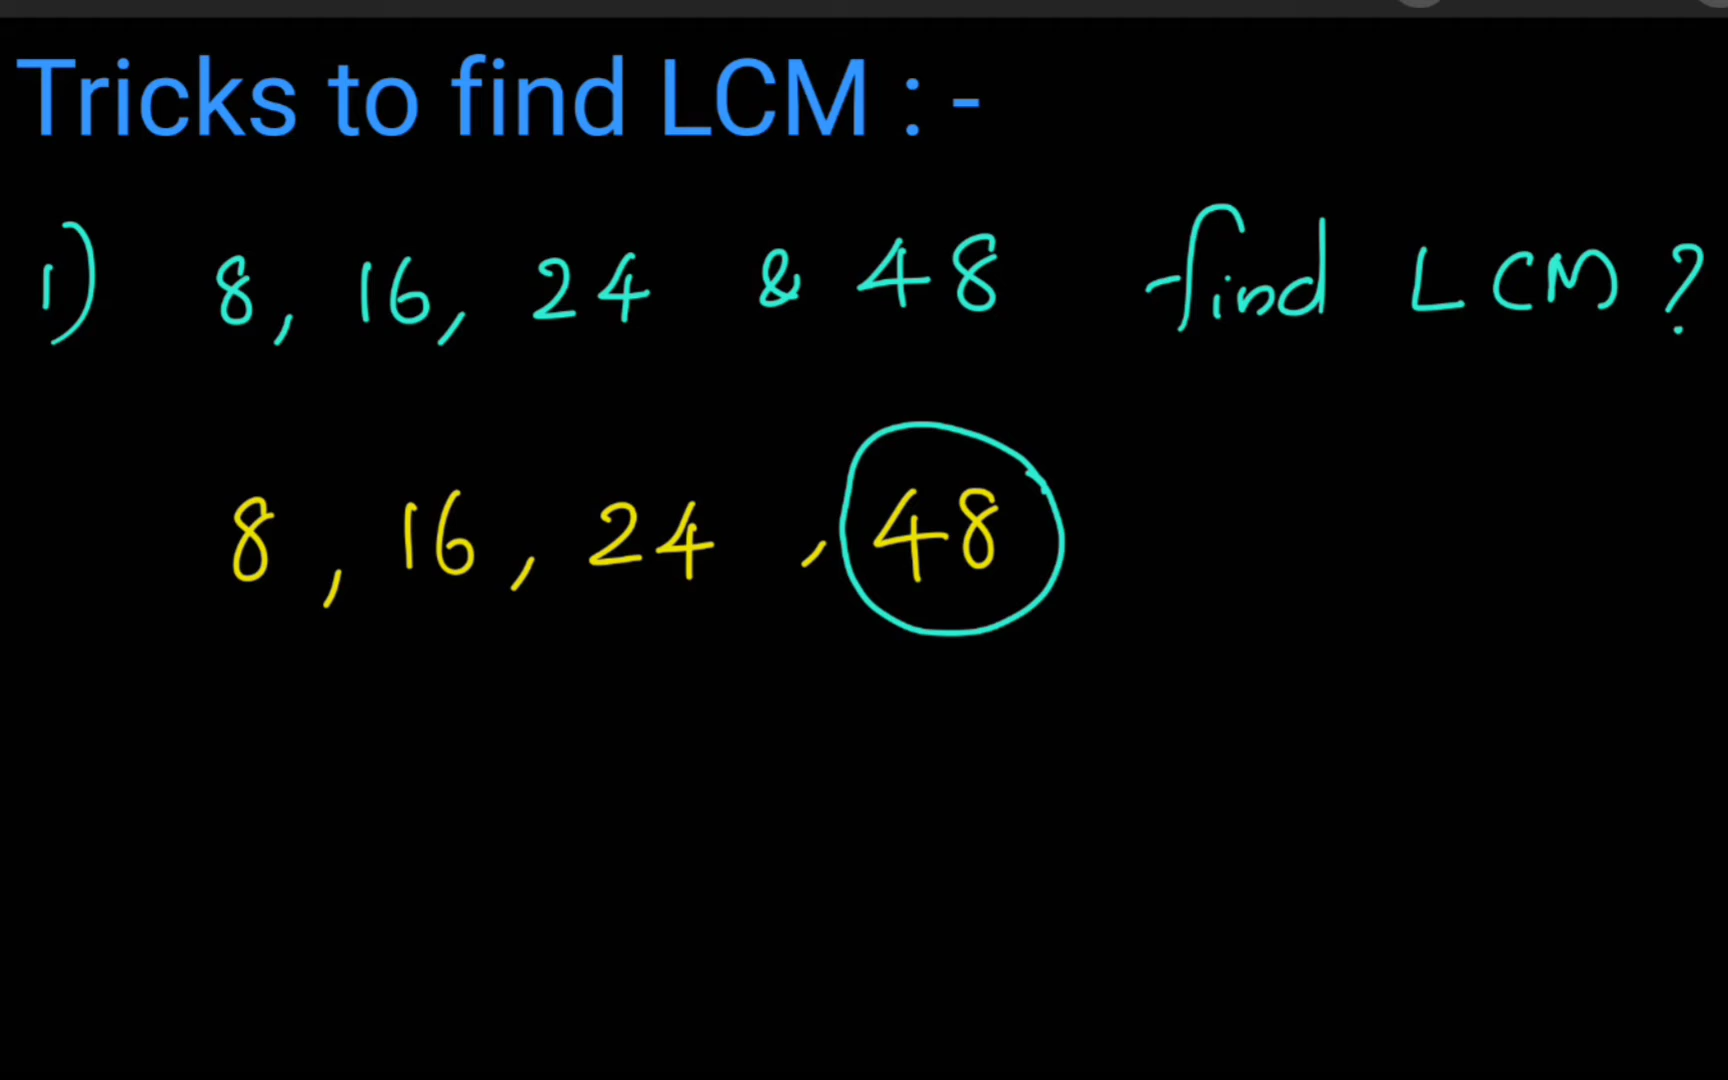 Tricks to find LCM : -
1) 8, 16, 24 & 48 find LCM ?
8, 16, 24, 48